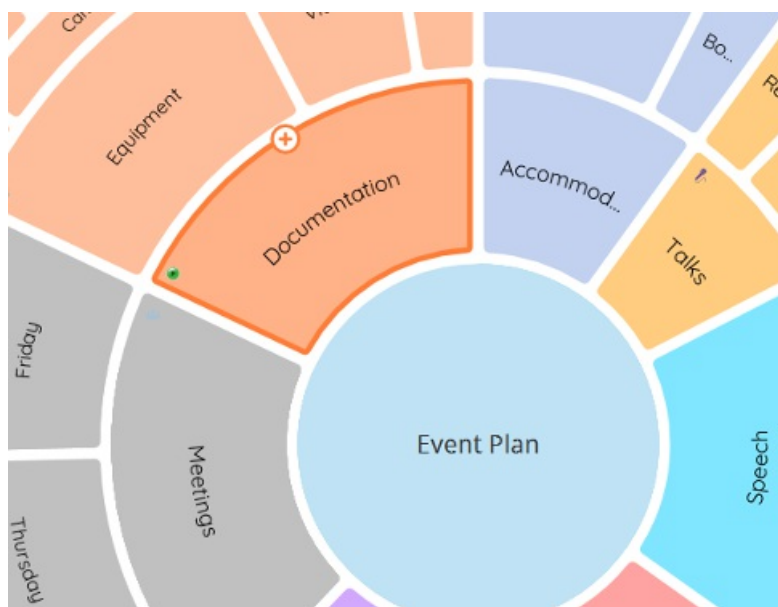 Bo...
Equipment
Documentation
Accommod...
Talks
Friday
Meetings
Event Plan
Speech
Thursday